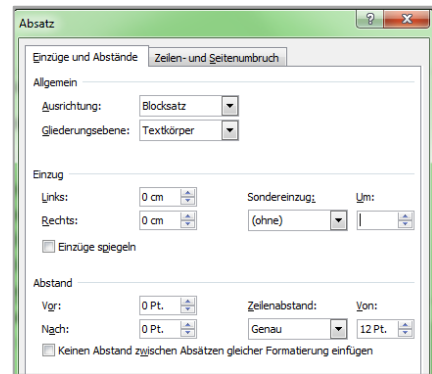 Absatz
Einzüge und Abstände Zeilen- und Seitenumbruch
Allgemein
Ausrichtung: Blocksatz
Gliederungsebene: Textkörper
Einzug
Links: 0 cm Sondereinzug: Um:
Rechts: 0 cm (ohne)
Einzüge spiegeln
Abstand
Vor: 0 Pt. Zeilenabstand: Von:
Nach: 0 Pt. Genau 12 Pt.
Keinen Abstand zwischen Absätzen gleicher Formatierung einfügen